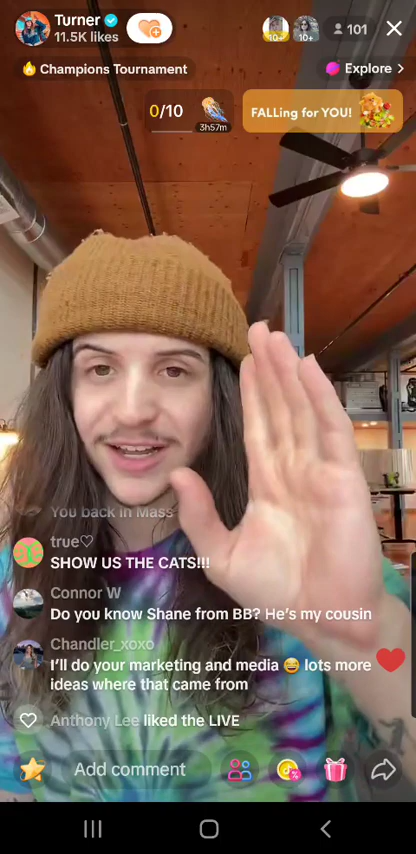 Turner
11.5K likes
10+
10+
101
Champions Tournament
Explore >
0/10
3h57m
FALLing for YOU!
You back in Mass
true♡
SHOW US THE CATS!!!
Connor W
Do you know Shane from BB? He's my cousin
Chandler_xoxo
I'll do your marketing and media 😅 lots more
ideas where that came from
Anthony Lee liked the LIVE
Add comment